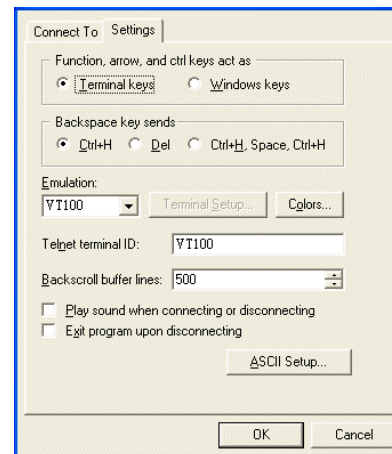 Connect To Settings
Function, arrow, and ctrl keys act as
Terminal keys Windows keys
Backspace key sends
Ctrl+H Del Ctrl+H, Space, Ctrl+H
Emulation:
VT100 Terminal Setup... Colors...
Telnet terminal ID: VT100
Backscroll buffer lines: 500
Play sound when connecting or disconnecting
Exit program upon disconnecting
ASCII Setup...
OK Cancel